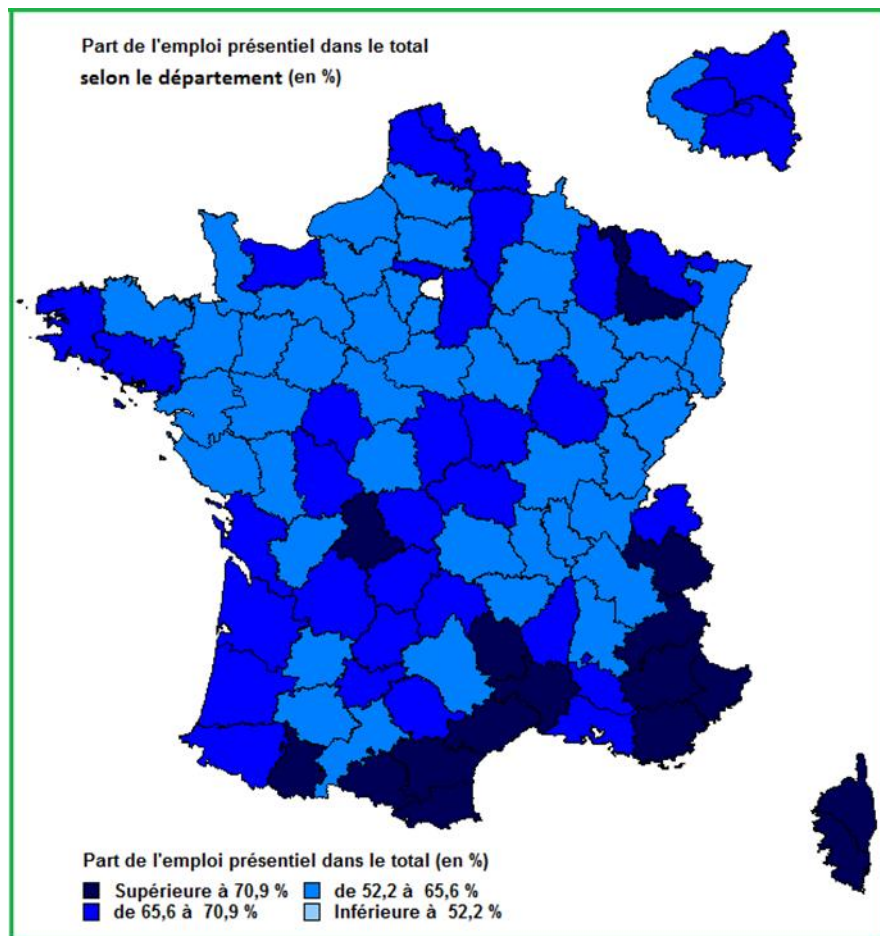 Part de l'emploi présentiel dans le total
selon le département (en %)
Part de l'emploi présentiel dans le total (en %)
Supérieure à 70,9 % de 52,2 à 65,6 %
de 65,6 à 70,9% Inférieure à 52,2 %